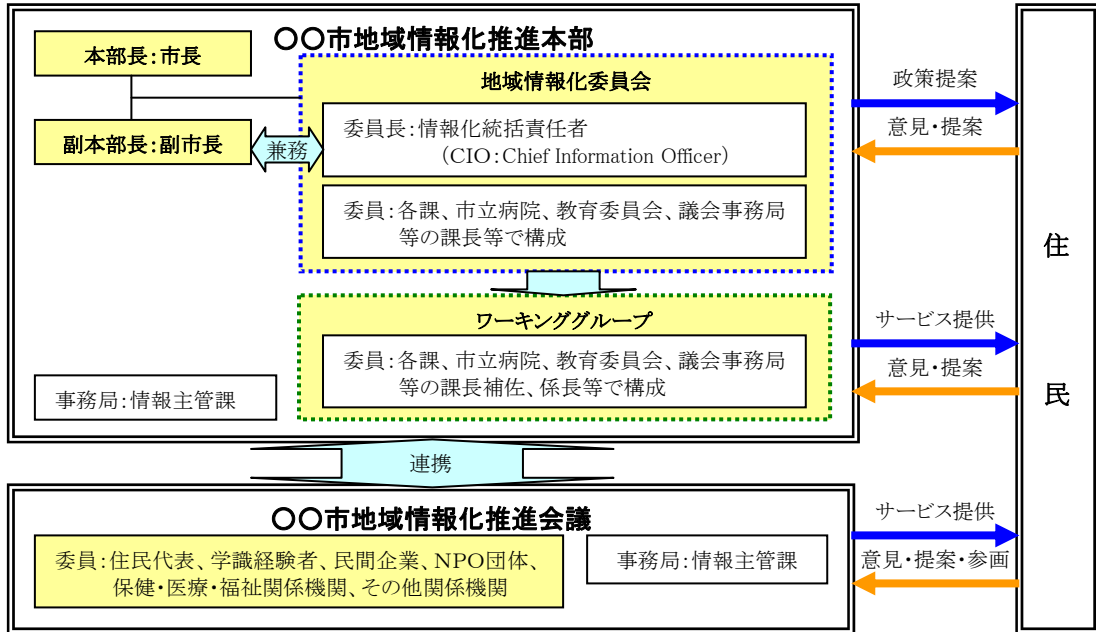 〇〇市地域情報化推進本部
本部長：市長
副本部長：副市長
兼務
地域情報化委員会
委員長：情報化統括責任者
（CIO：Chief Information Officer）
委員：各課、市立病院、教育委員会、議会事務局
等の課長等で構成
ワーキンググループ
委員：各課、市立病院、教育委員会、議会事務局
等の課長補佐、係長等で構成
事務局：情報主管課
政策提案
意見・提案
サービス提供
意見・提案
住
民
連携
〇〇市地域情報化推進会議
委員：住民代表、学識経験者、民間企業、NPO団体、
保健・医療・福祉関係機関、その他関係機関
事務局：情報主管課
サービス提供
意見・提案・参画